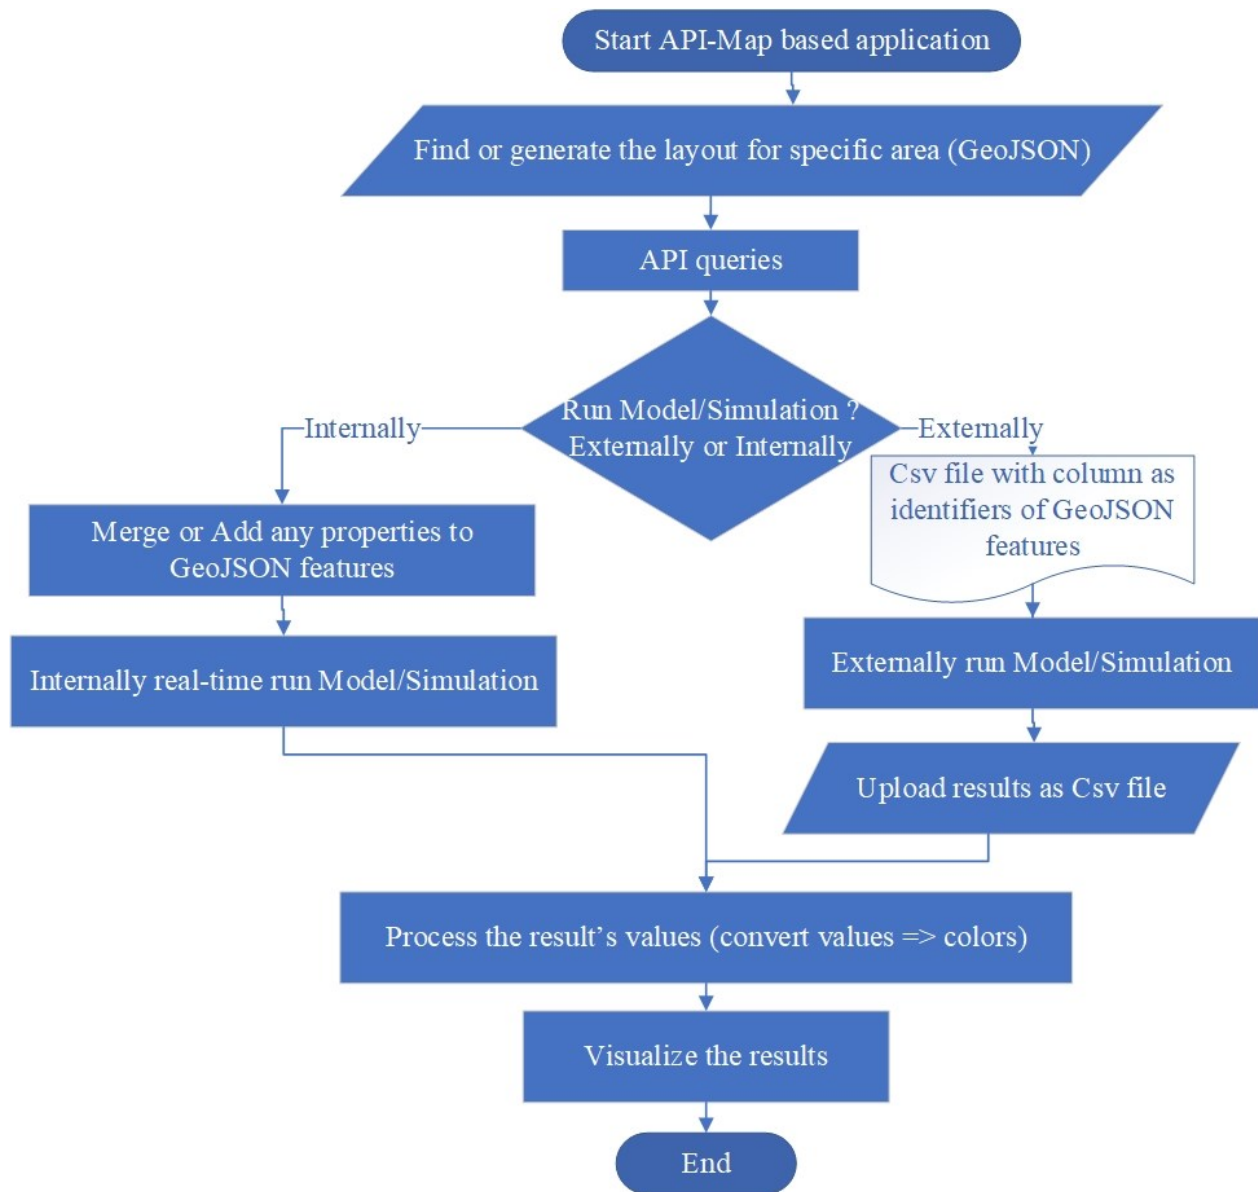 Start API-Map based application
Find or generate the layout for specific area (GeoJSON)
API queries
Run Model/Simulation ?
Externally or Internally
Internally
Externally
Merge or Add any properties to
GeoJSON features
Internally real-time run Model/Simulation
Csv file with column as
identifiers of GeoJSON
features
Externally run Model/Simulation
Upload results as Csv file
Process the result’s values (convert values => colors)
Visualize the results
End